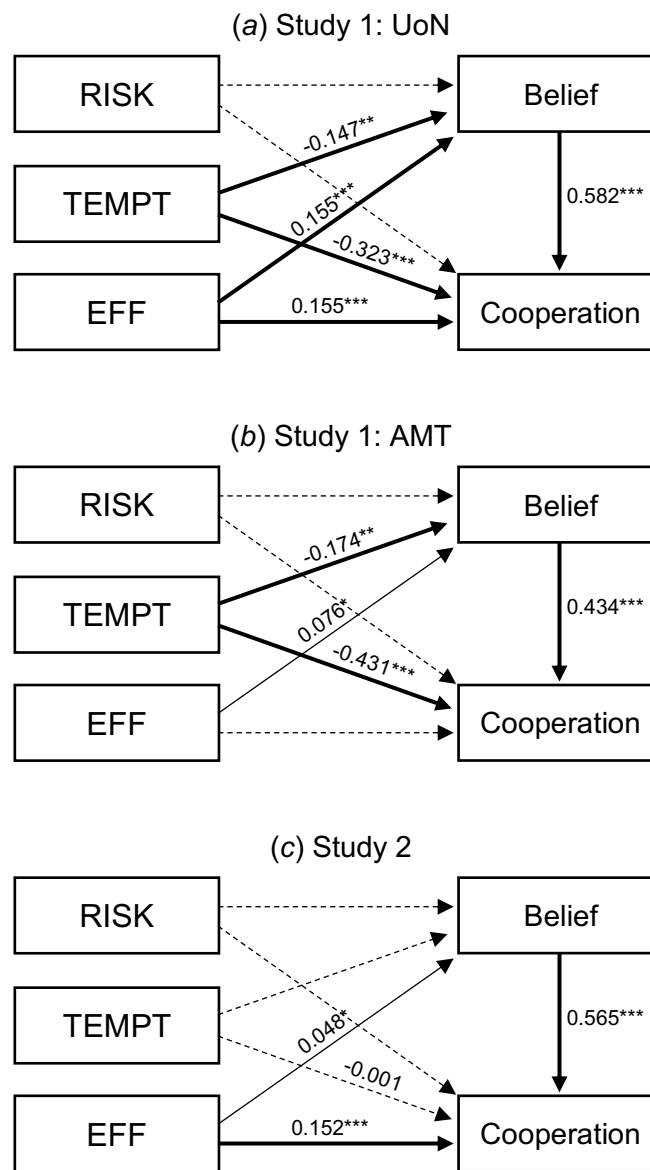 (a) Study 1: UoN
RISK
Belief
-0.147**
TEMPT
0.155***
0.582***
-0.323***
EFF
0.155***
Cooperation
(b) Study 1: AMT
RISK
Belief
-0.174**
TEMPT
0.076*
0.434***
-0.431***
EFF
Cooperation
(c) Study 2
RISK
Belief
TEMPT
0.048*
0.565***
-0.001
EFF
0.152***
Cooperation